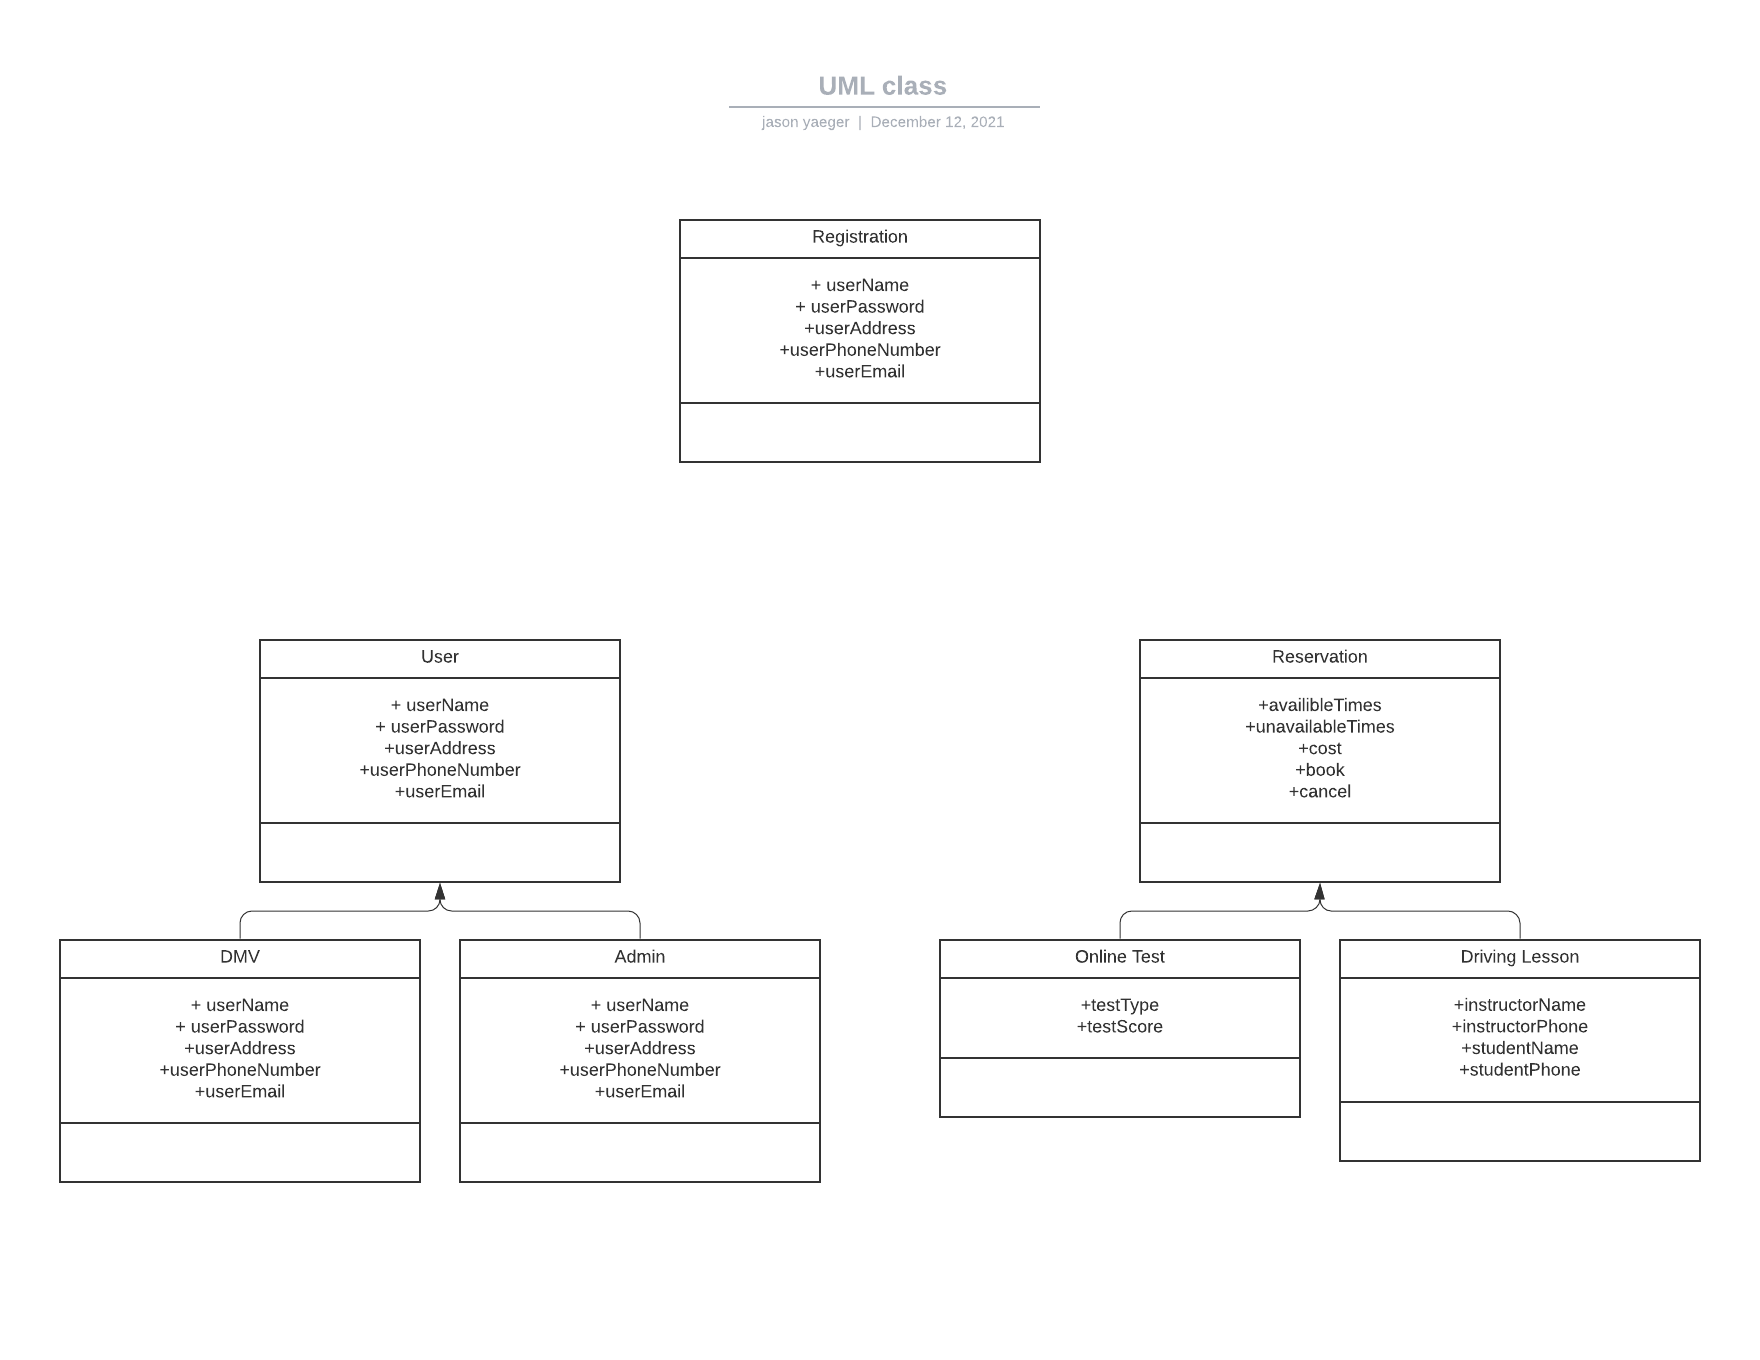 UML class
jason yaeger | December 12, 2021
Registration
+ userName
+ userPassword
+userAddress
+userPhoneNumber
+userEmail
User
+ userName
+ userPassword
+userAddress
+userPhoneNumber
+userEmail
Reservation
+availibleTimes
+unavailableTimes
+cost
+book
+cancel
DMV
+ userName
+ userPassword
+userAddress
+userPhoneNumber
+userEmail
Admin
+ userName
+ userPassword
+userAddress
+userPhoneNumber
+userEmail
Online Test
+testType
+testScore
Driving Lesson
+instructorName
+instructorPhone
+studentName
+studentPhone